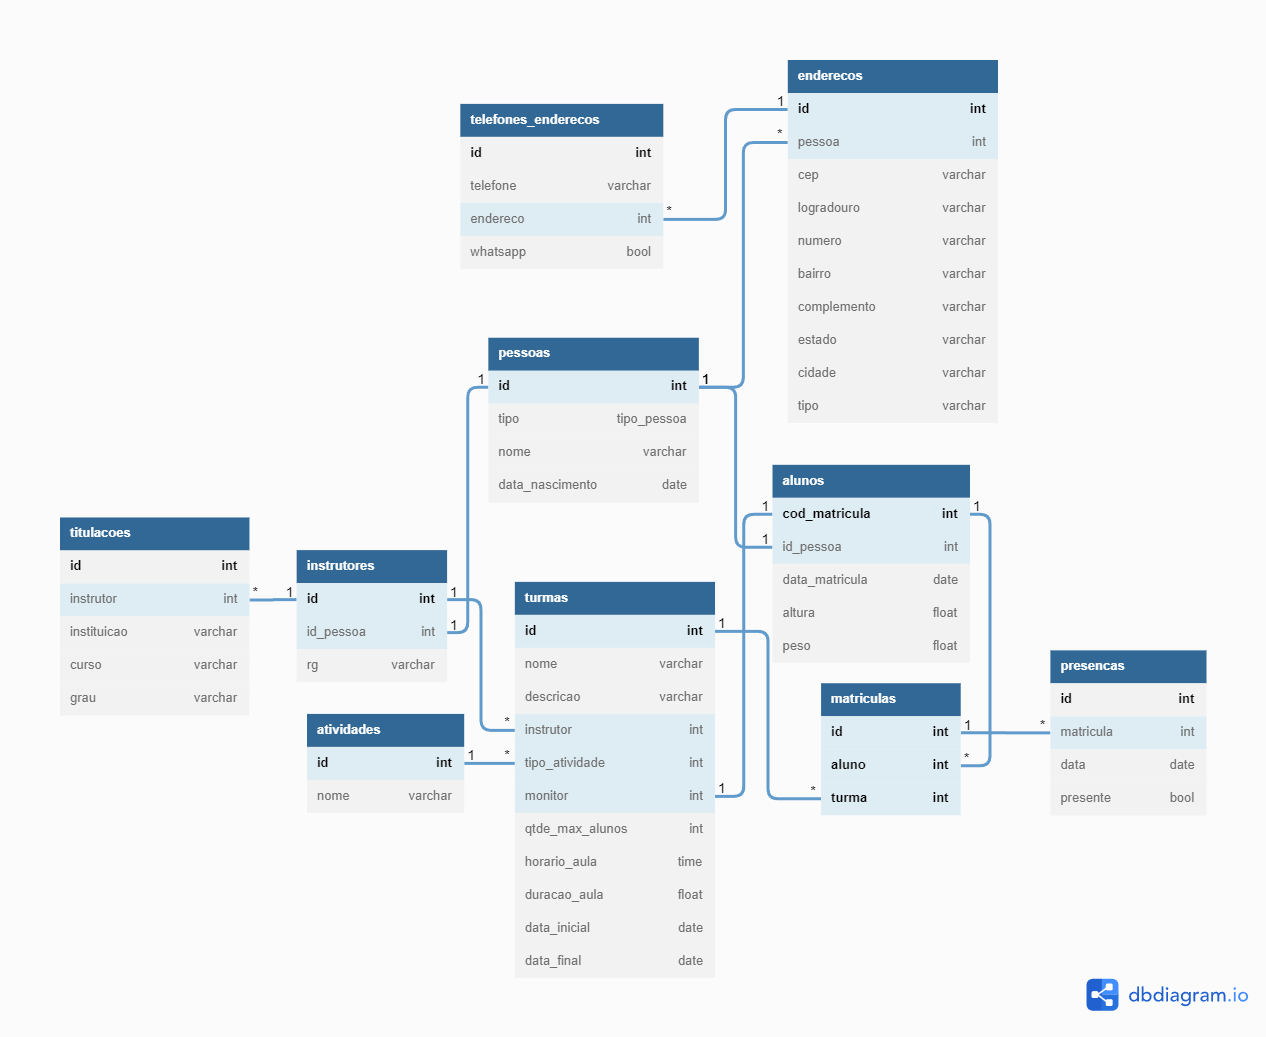 enderecos
1
id int
*
pessoa int
cep varchar
logradouro varchar
numero varchar
bairro varchar
complemento varchar
estado varchar
cidade varchar
tipo varchar
telefones_enderecos
id int
telefone varchar
*
endereco int
whatsapp bool
pessoas
1 1
id int
tipo tipo_pessoa
nome varchar
data_nascimento date
alunos
1 1
cod_matricula int
1
id_pessoa int
data_matricula date
altura float
peso float
titulacoes
id int
*
instrutor int
instituicao varchar
curso varchar
grau varchar
instrutores
1 1
id int
1
id_pessoa int
rg varchar
turmas
1
id int
nome varchar
descricao varchar
*
instrutor int
*
tipo_atividade int
1
monitor int
qtde_max_alunos int
horario_aula time
duracao_aula float
data_inicial date
data_final date
atividades
1
id int
nome varchar
matriculas
1
id int
*
aluno int
*
turma int
presencas
id int
*
matricula int
data date
presente bool
dbdiagram.io